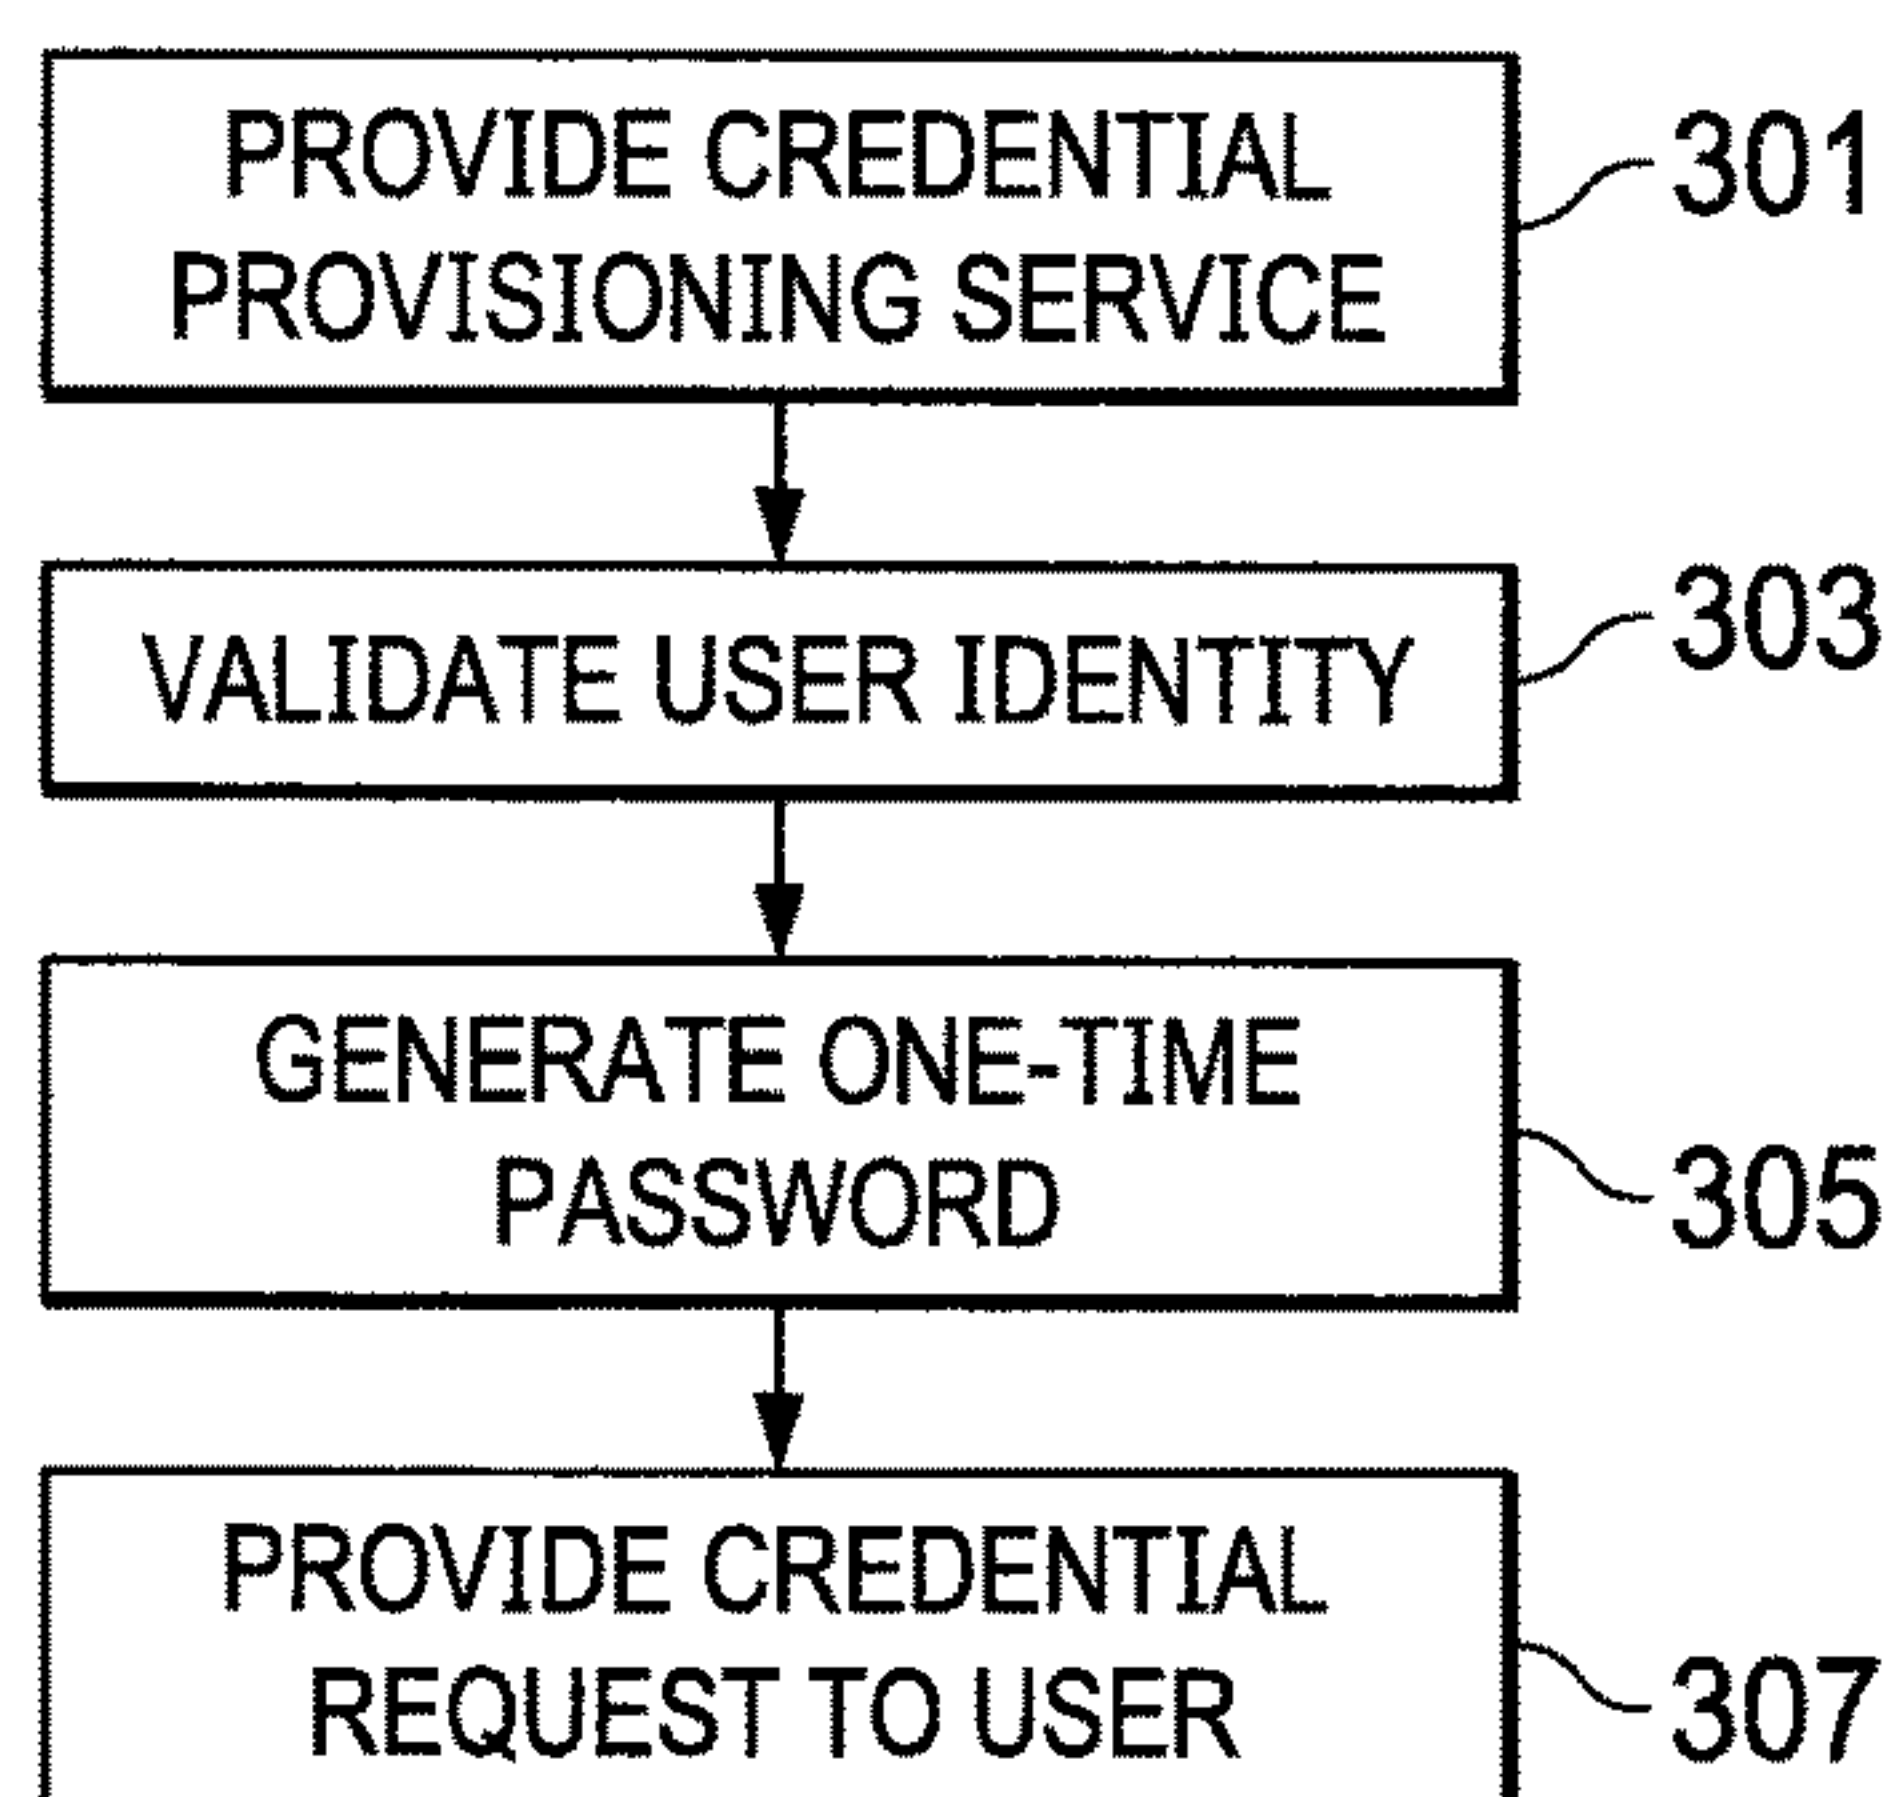 PROVIDE CREDENTIAL
PROVISIONING SERVICE
301
VALIDATE USER IDENTITY
303
GENERATE ONE-TIME
PASSWORD
305
PROVIDE CREDENTIAL
REQUEST TO USER
307